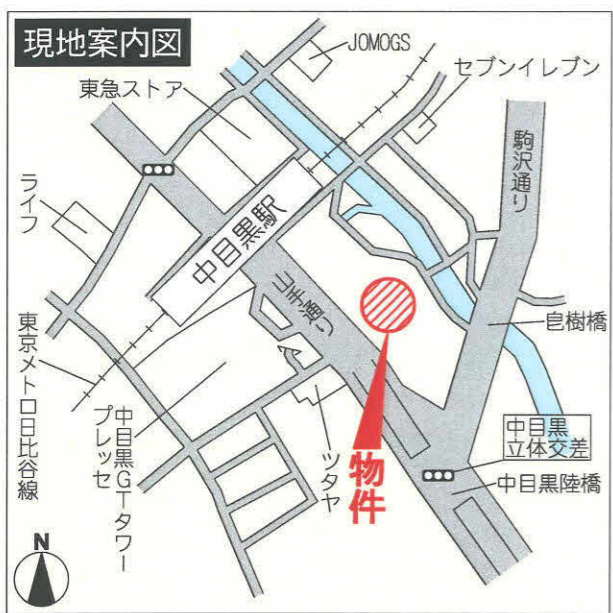 現地案内図
JOMOGS
東急ストア
セブンイレブン
駒沢通り
ライフ
中目黒駅
山手通り
皀樹橋
東京メトロ日比谷線
中目黒GTタワー
プレッセ
ツタヤ
物件
中目黒
立体交差
中目黒陸橋
N